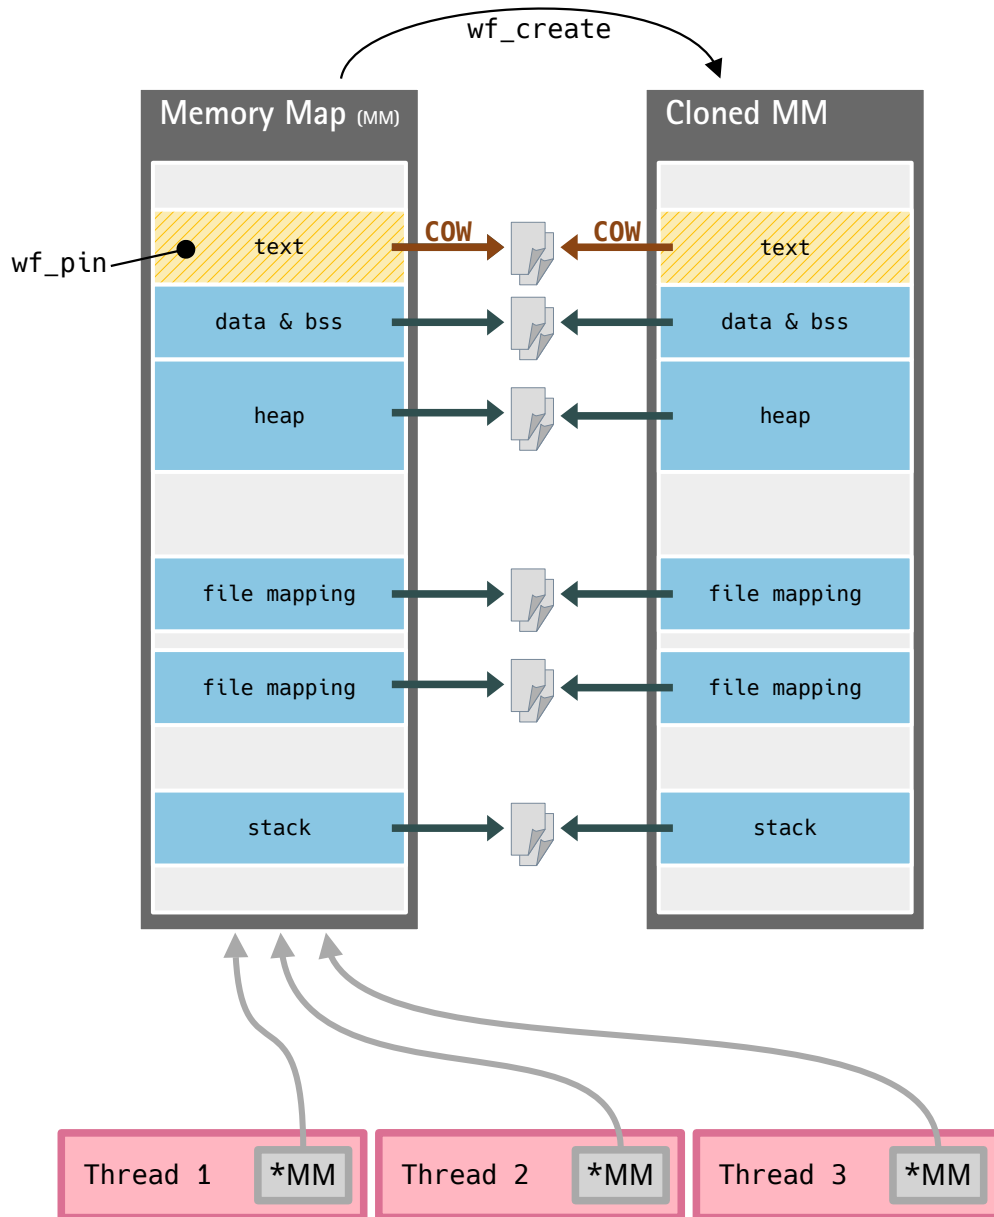 wf_create
Memory Map (MM)
Cloned MM
COW
COW
text
text
wf_pin
data & bss
data & bss
heap
heap
file mapping
file mapping
file mapping
file mapping
stack
stack
Thread 1
*MM
Thread 2
*MM
Thread 3
*MM